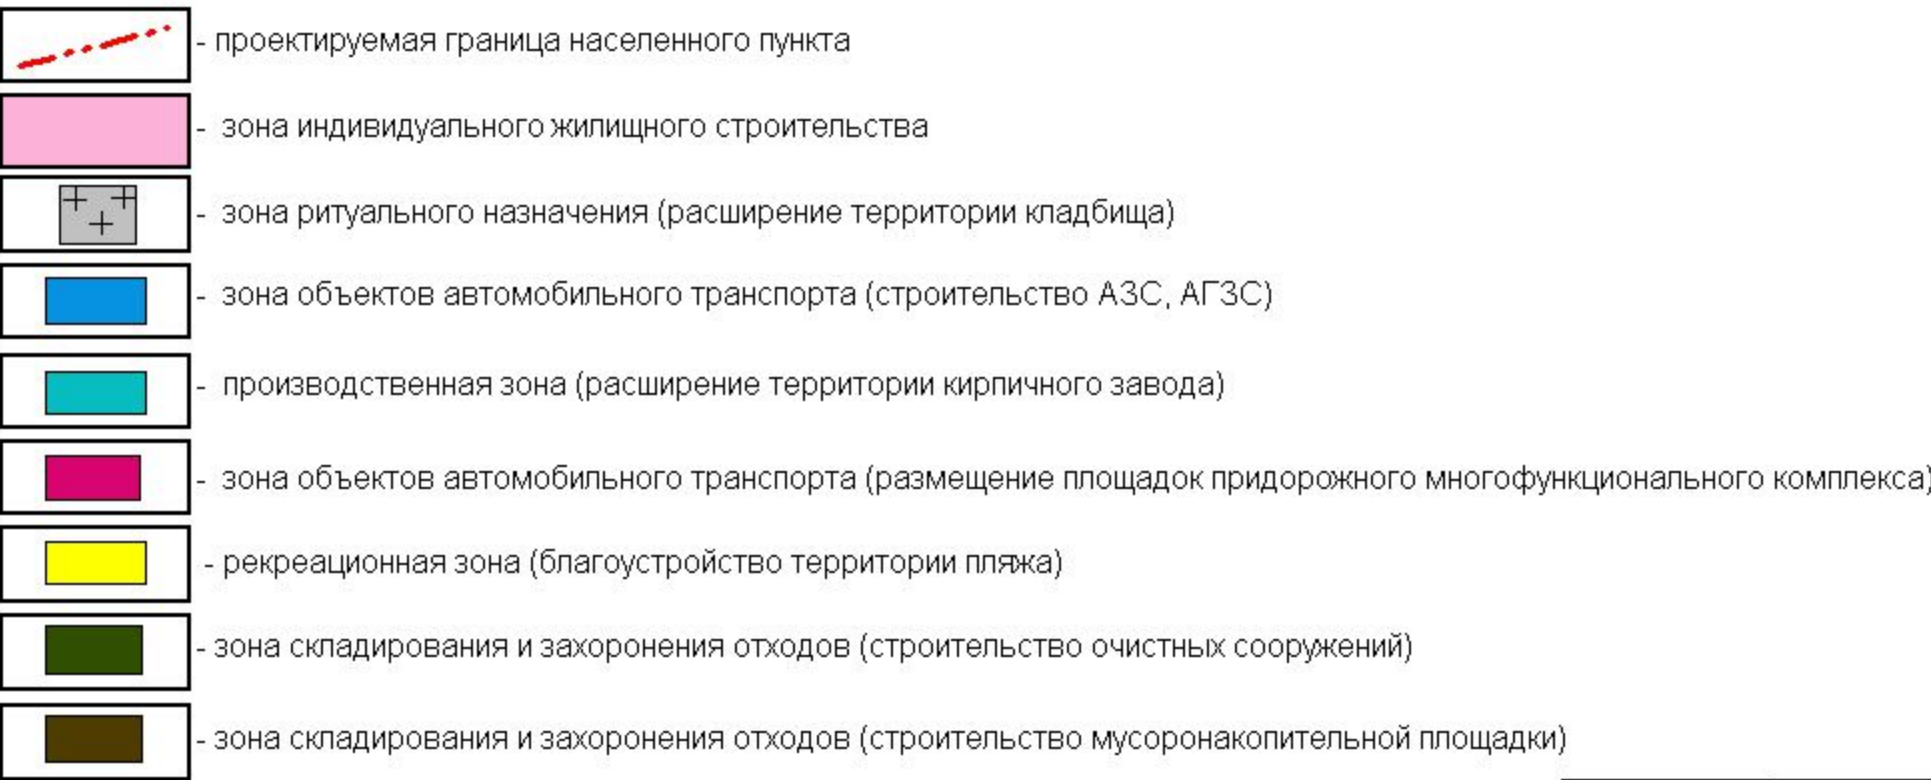 - проектируемая граница населенного пункта
- зона индивидуального жилищного строительства
- зона ритуального назначения (расширение территории кладбища)
- зона объектов автомобильного транспорта (строительство АЗС, АГЗС)
- производственная зона (расширение территории кирпичного завода)
- зона объектов автомобильного транспорта (размещение площадок придорожного многофункционального комплекса)
- рекреационная зона (благоустройство территории пляжа)
- зона складирования и захоронения отходов (строительство очистных сооружений)
- зона складирования и захоронения отходов (строительство мусоронакопительной площадки)